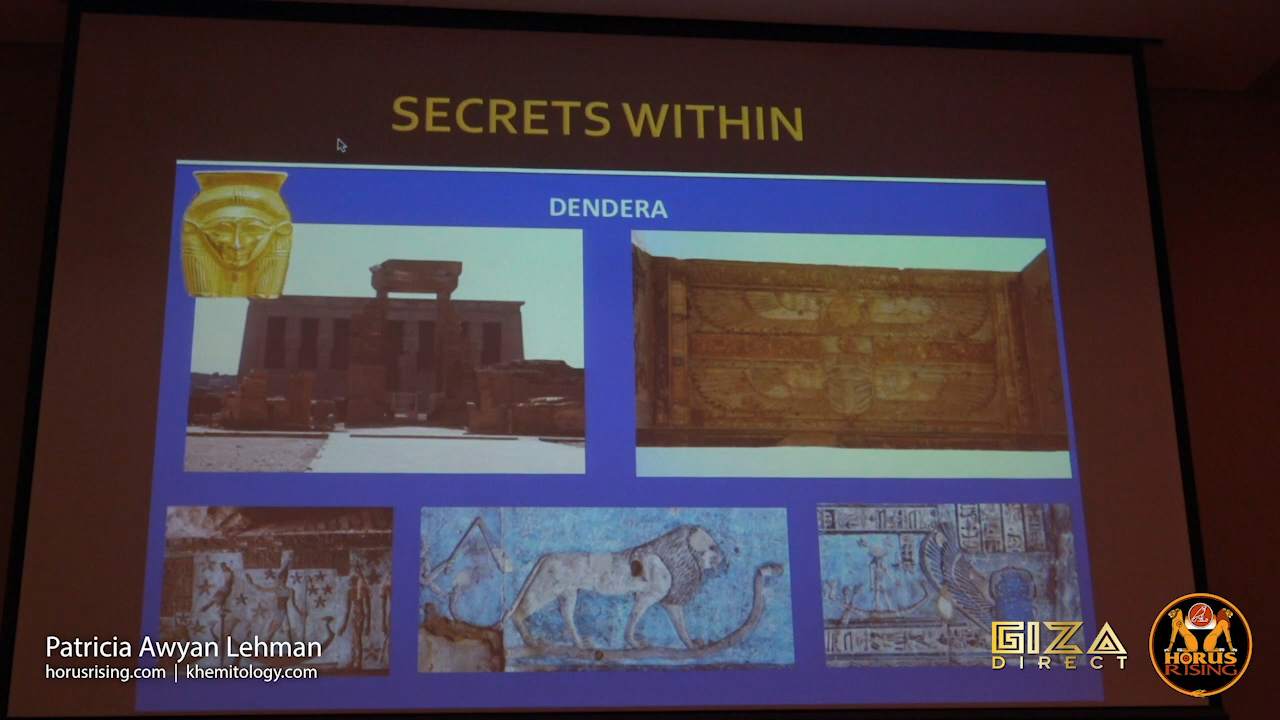 SECRETS WITHIN
DENDERA
Patricia Awyan Lehman
horusrising.com | khemitology.com
GIZA
DIRECT
HORUS
RISING